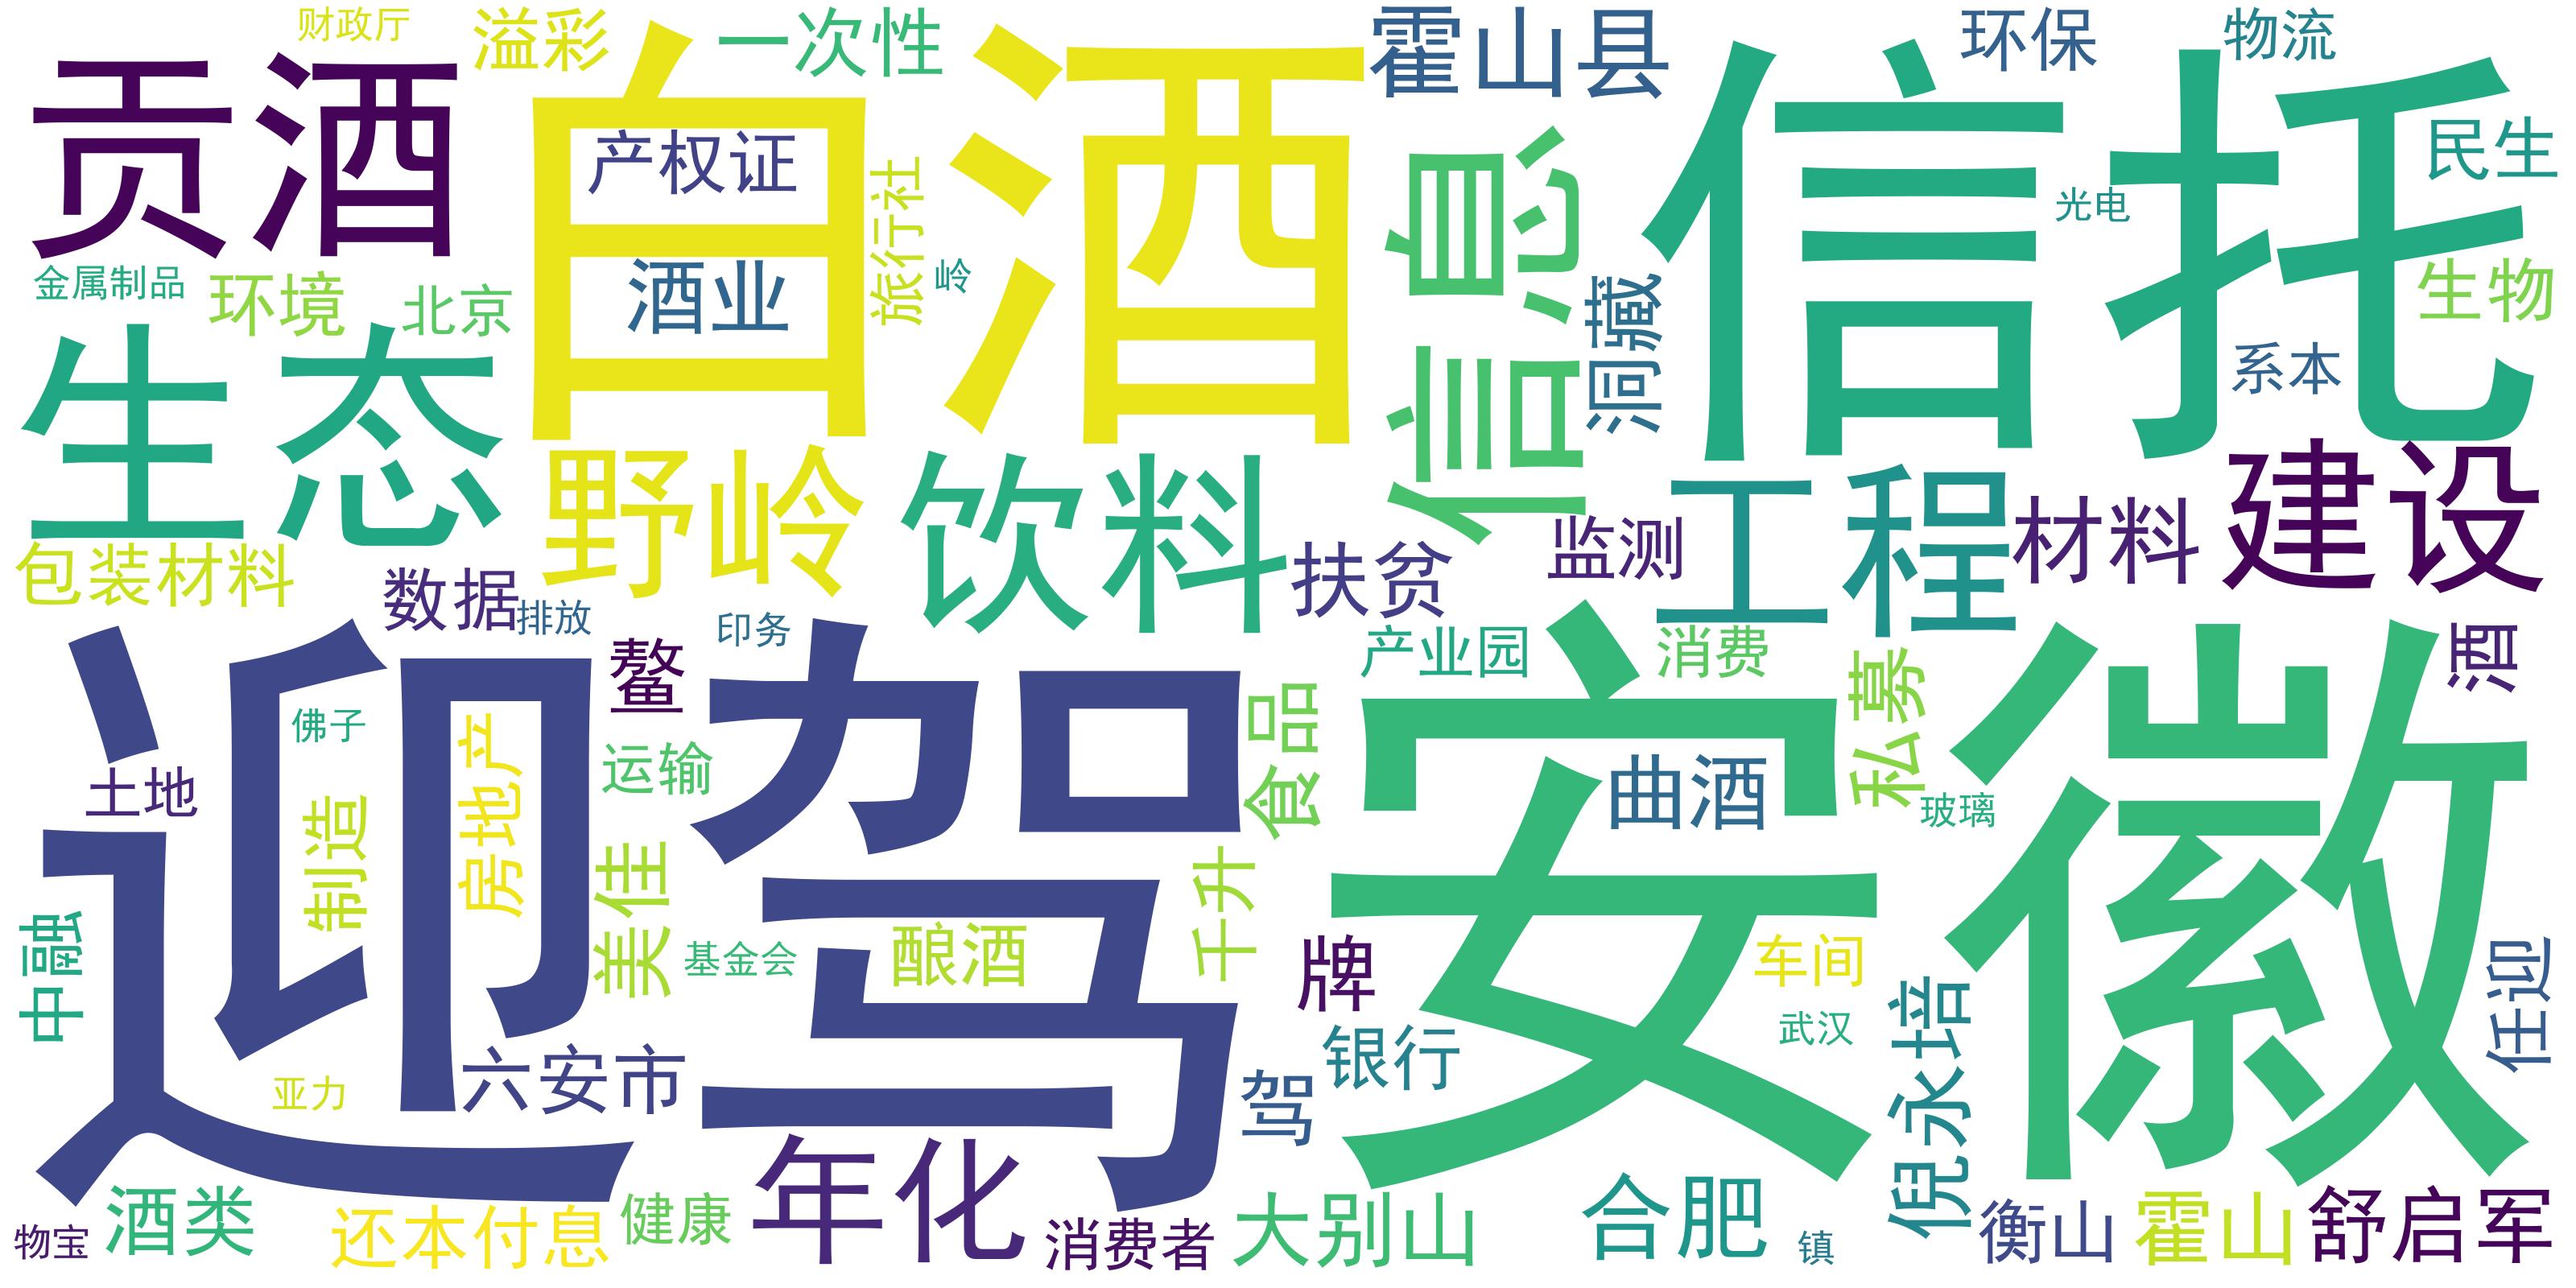 财政厅
溢彩
一次性
霍山县
环保
物流
贡酒
白酒
信托
产权证
旅行社
信息
民生
光电
金属制品
环境
北京
酒业
岭
洞藏
生物
系本
生态
野岭
饮料
工程
材料
建设
包装材料
数据
排放
印务
扶贫
监测
迎驾
安徽
鳌
产业园
消费
私募
酒
佛子
土地
制造
房地产
运输
食品
曲酒
玻璃
美佳
千升
中融
基金会
酿酒
牌
车间
任迎
六安市
亚力
驾
银行
武汉
倪永培
物宝
酒类
还本付息
健康
年化
消费者
大别山
合肥
镇
衡山
霍山
舒启军